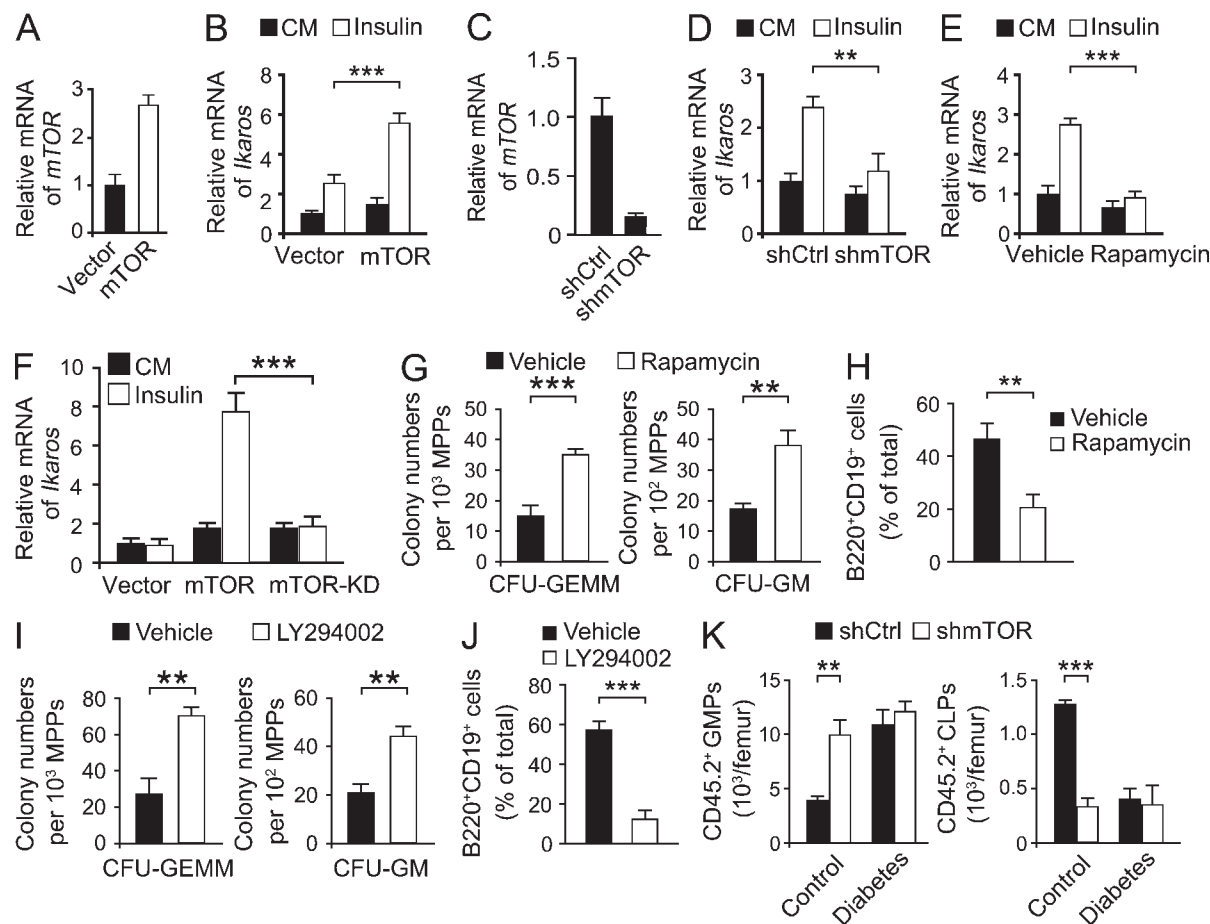 A
Relative mRNA
of mTOR
3
2
1
0
Vector
mTOR
B
CM Insulin
Relative mRNA
of Ikaros
8
6
4
2
0
***
Vector mTOR
C
Relative mRNA
of mTOR
1.5
1.0
0.5
0
shCtrl
shmTOR
D
CM Insulin
Relative mRNA
of Ikaros
3
2
1
0
**
shCtrl shmTOR
E
CM Insulin
Relative mRNA
of Ikaros
4
3
2
1
0
***
Vehicle Rapamycin
F
CM
Insulin
Relative mRNA
of Ikaros
10
8
6
4
2
0
***
Vector mTOR mTOR-KD
G
Vehicle Rapamycin
Colony numbers
per 10³ MPPs
50
40
30
20
10
0
***
CFU-GEMM
Colony numbers
per 10² MPPs
50
40
30
20
10
0
**
CFU-GM
H
B220⁺CD19⁺ cells
(% of total)
60
40
20
0
**
Vehicle
Rapamycin
I
Vehicle LY294002
Colony numbers
per 10³ MPPs
80
60
40
20
0
**
CFU-GEMM
Colony numbers
per 10² MPPs
60
40
20
0
**
CFU-GM
J
Vehicle
LY294002
B220⁺CD19⁺ cells
(% of total)
80
60
40
20
0
***
K
shCtrl shmTOR
CD45.2⁺ GMPs
(10³/femur)
15
10
5
0
**
Control
Diabetes
CD45.2⁺ CLPs
(10³/femur)
1.5
1.0
0.5
0
***
Control
Diabetes